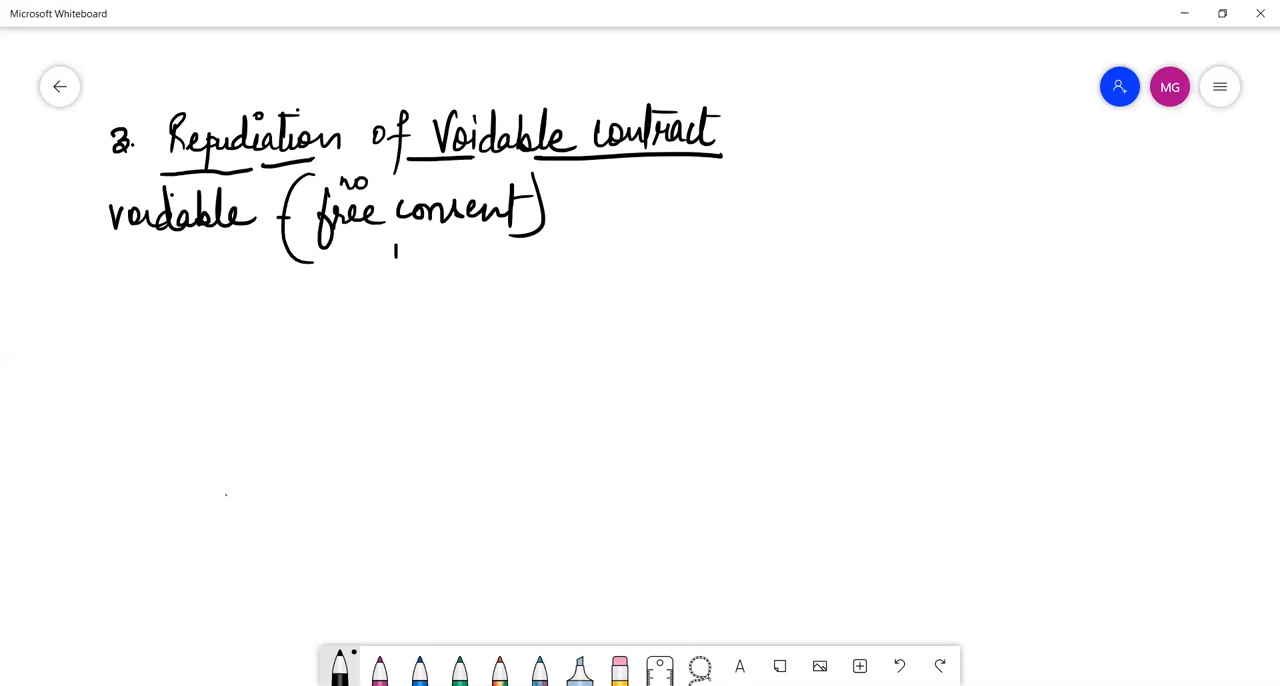 Microsoft Whiteboard
MG
3. Repudiation of Voidable contract
no
voidable - (free consent)
A